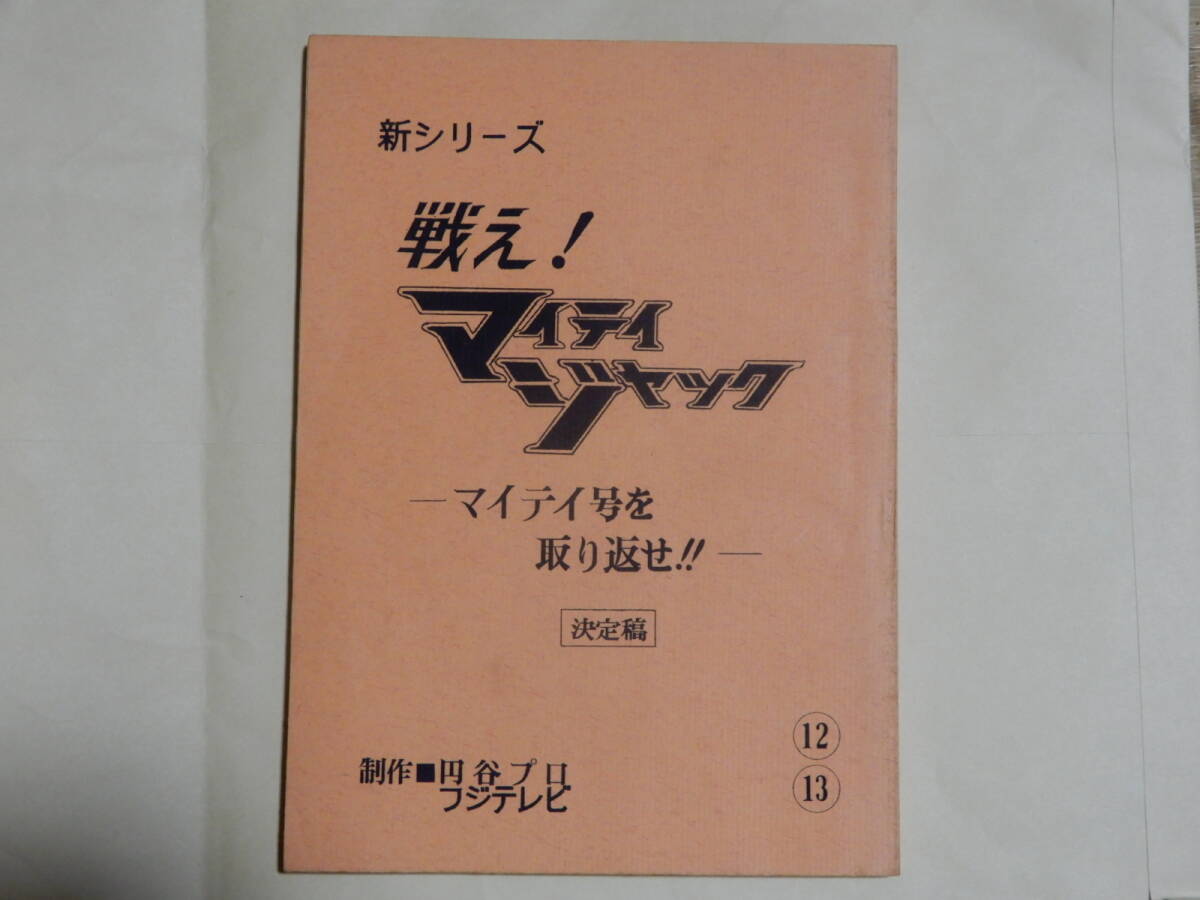 新シリーズ
戦え!
マイテイ
ジャック
―マイテイ号を
取り返せ!!―
決定稿
⑫
⑬
制作■円谷プロ
フジテレビ